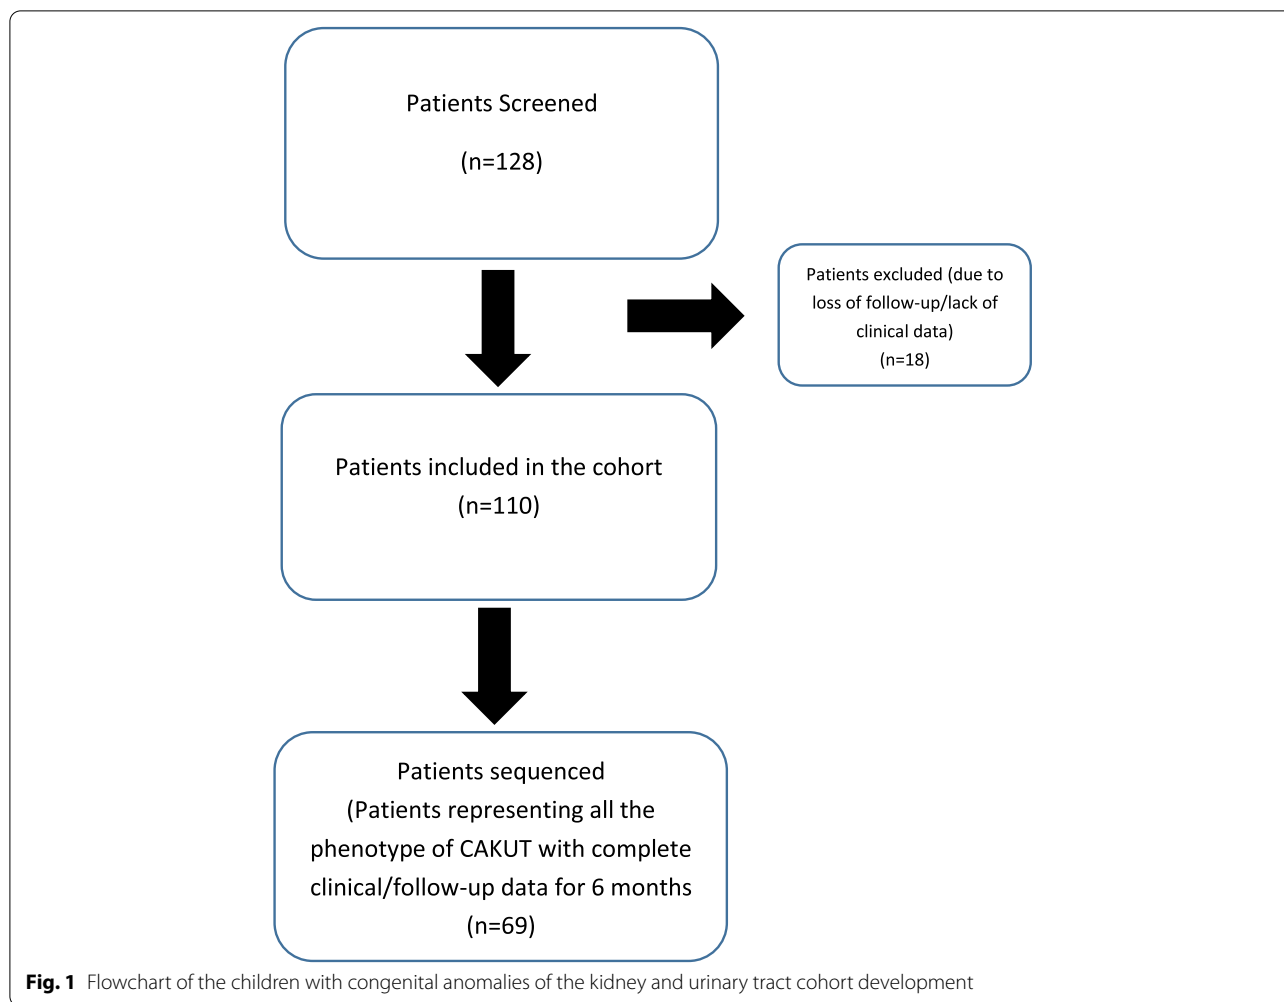 Patients Screened
(n=128)
Patients excluded (due to
loss of follow-up/lack of
clinical data)
(n=18)
Patients included in the cohort
(n=110)
Patients sequenced
(Patients representing all the
phenotype of CAKUT with complete
clinical/follow-up data for 6 months
(n=69)
Fig. 1 Flowchart of the children with congenital anomalies of the kidney and urinary tract cohort development